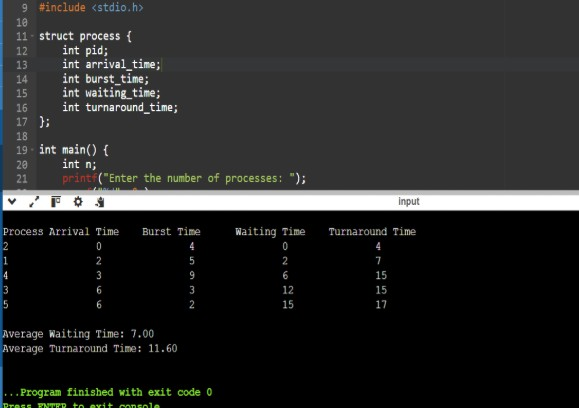 9 #include <stdio.h>
10
11 struct process {
12 int pid;
13 int arrival_time;
14 int burst_time;
15 int waiting_time;
16 int turnaround_time;
17 };
18
19 int main() {
20 int n;
21 printf("Enter the number of processes: ");
input
Process Arrival Time Burst Time Waiting Time Turnaround Time
2 0 4 0 4
1 2 5 2 7
4 3 9 6 15
3 6 3 12 15
5 6 2 15 17
Average Waiting Time: 7.00
Average Turnaround Time: 11.60
...Program finished with exit code 0
Press ENTER to exit console